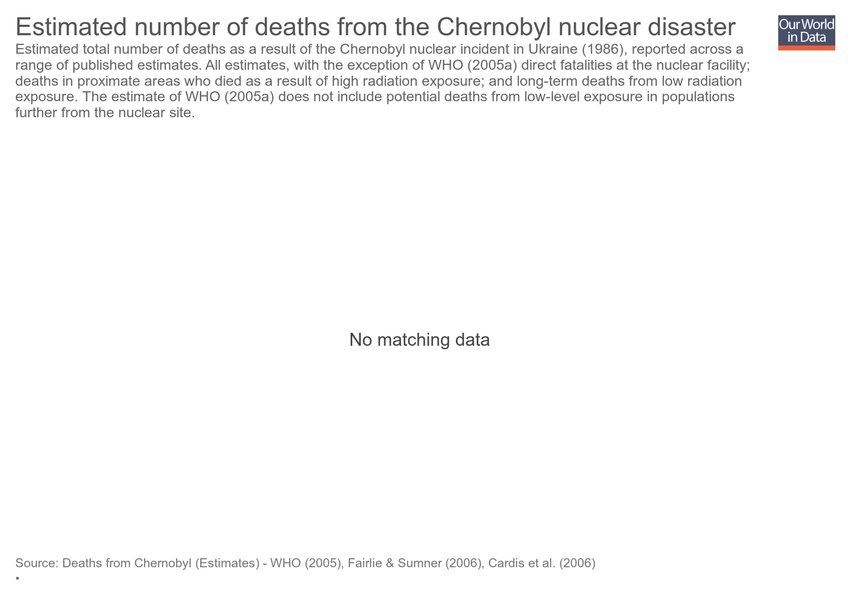 Estimated number of deaths from the Chernobyl nuclear disaster
Our World
in Data
Estimated total number of deaths as a result of the Chernobyl nuclear incident in Ukraine (1986), reported across a
range of published estimates. All estimates, with the exception of WHO (2005a) direct fatalities at the nuclear facility;
deaths in proximate areas who died as a result of high radiation exposure; and long-term deaths from low radiation
exposure. The estimate of WHO (2005a) does not include potential deaths from low-level exposure in populations
further from the nuclear site.
No matching data
Source: Deaths from Chernobyl (Estimates) - WHO (2005), Fairlie & Sumner (2006), Cardis et al. (2006)
•